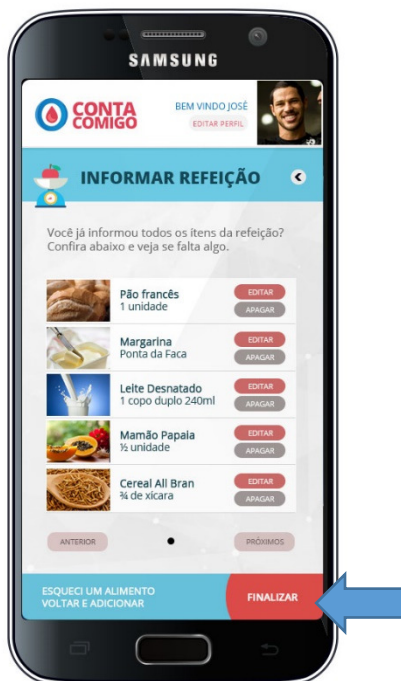 SAMSUNG
CONTA
COMIGO
BEM VINDO JOSÉ
EDITAR PERFIL
INFORMAR REFEIÇÃO
Você já informou todos os ítens da refeição?
Confira abaixo e veja se falta algo.
Pão francês
1 unidade
EDITAR
APAGAR
Margarina
Ponta da Faca
EDITAR
APAGAR
Leite Desnatado
1 copo duplo 240ml
EDITAR
APAGAR
Mamão Papaia
½ unidade
EDITAR
APAGAR
Cereal All Bran
¾ de xícara
EDITAR
APAGAR
ANTERIOR
PRÓXIMOS
ESQUECI UM ALIMENTO
VOLTAR E ADICIONAR
FINALIZAR